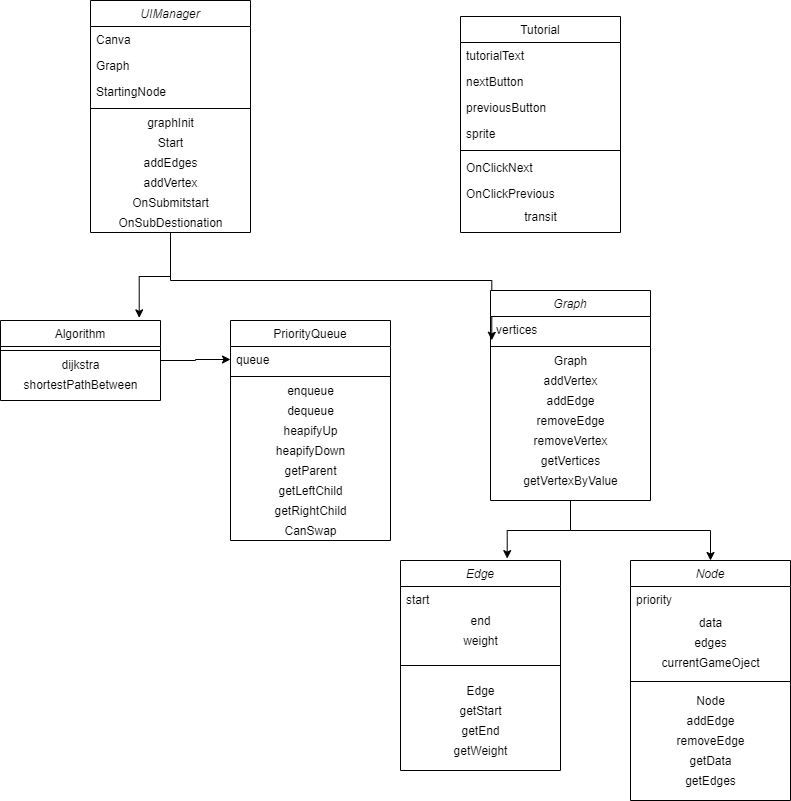 UIManager
Canva
Graph
StartingNode
graphInit
Start
addEdges
addVertex
OnSubmitstart
OnSubDestionation
Tutorial
tutorialText
nextButton
previousButton
sprite
OnClickNext
OnClickPrevious
transit
Algorithm
dijkstra
shortestPathBetween
PriorityQueue
queue
enqueue
dequeue
heapifyUp
heapifyDown
getParent
getLeftChild
getRightChild
CanSwap
Graph
vertices
Graph
addVertex
addEdge
removeEdge
removeVertex
getVertices
getVertexByValue
Edge
start
end
weight
Edge
getStart
getEnd
getWeight
Node
priority
data
edges
currentGameOject
Node
addEdge
removeEdge
getData
getEdges